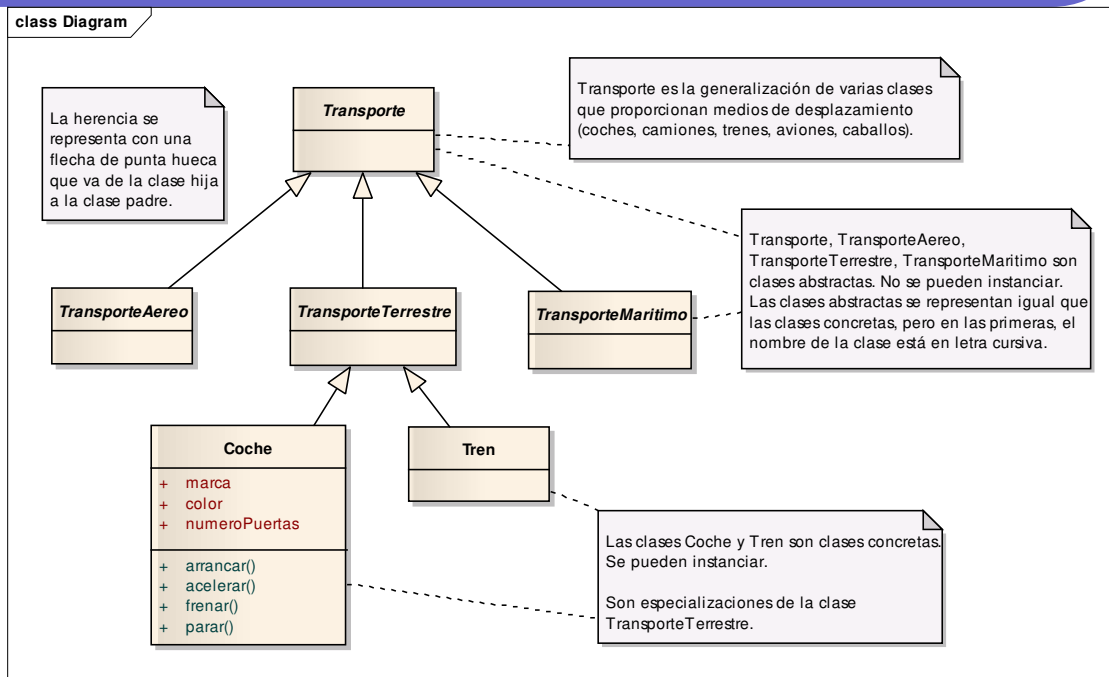 class Diagram
La herencia se
representa con una
flecha de punta hueca
que va de la clase hija
a la clase padre.
Transporte
Transporte es la generalización de varias clases
que proporcionan medios de desplazamiento
(coches, camiones, trenes, aviones, caballos).
Transporte, TransporteAereo,
TransporteTerrestre, TransporteMaritimo son
clases abstractas. No se pueden instanciar.
Las clases abstractas se representan igual que
las clases concretas, pero en las primeras, el
nombre de la clase está en letra cursiva.
TransporteAereo
TransporteTerrestre
TransporteMaritimo
Coche
+ marca
+ color
+ numeroPuertas
+ arrancar()
+ acelerar()
+ frenar()
+ parar()
Tren
Las clases Coche y Tren son clases concretas.
Se pueden instanciar.
Son especializaciones de la clase
TransporteTerrestre.